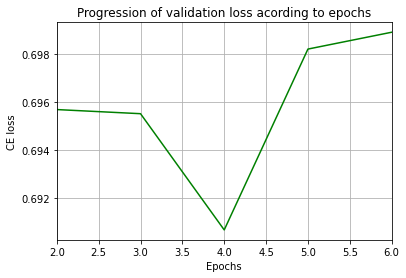 Progression of validation loss acording to epochs
0.698
0.696
0.694
0.692
CE loss
2.0 2.5 3.0 3.5 4.0 4.5 5.0 5.5 6.0
Epochs